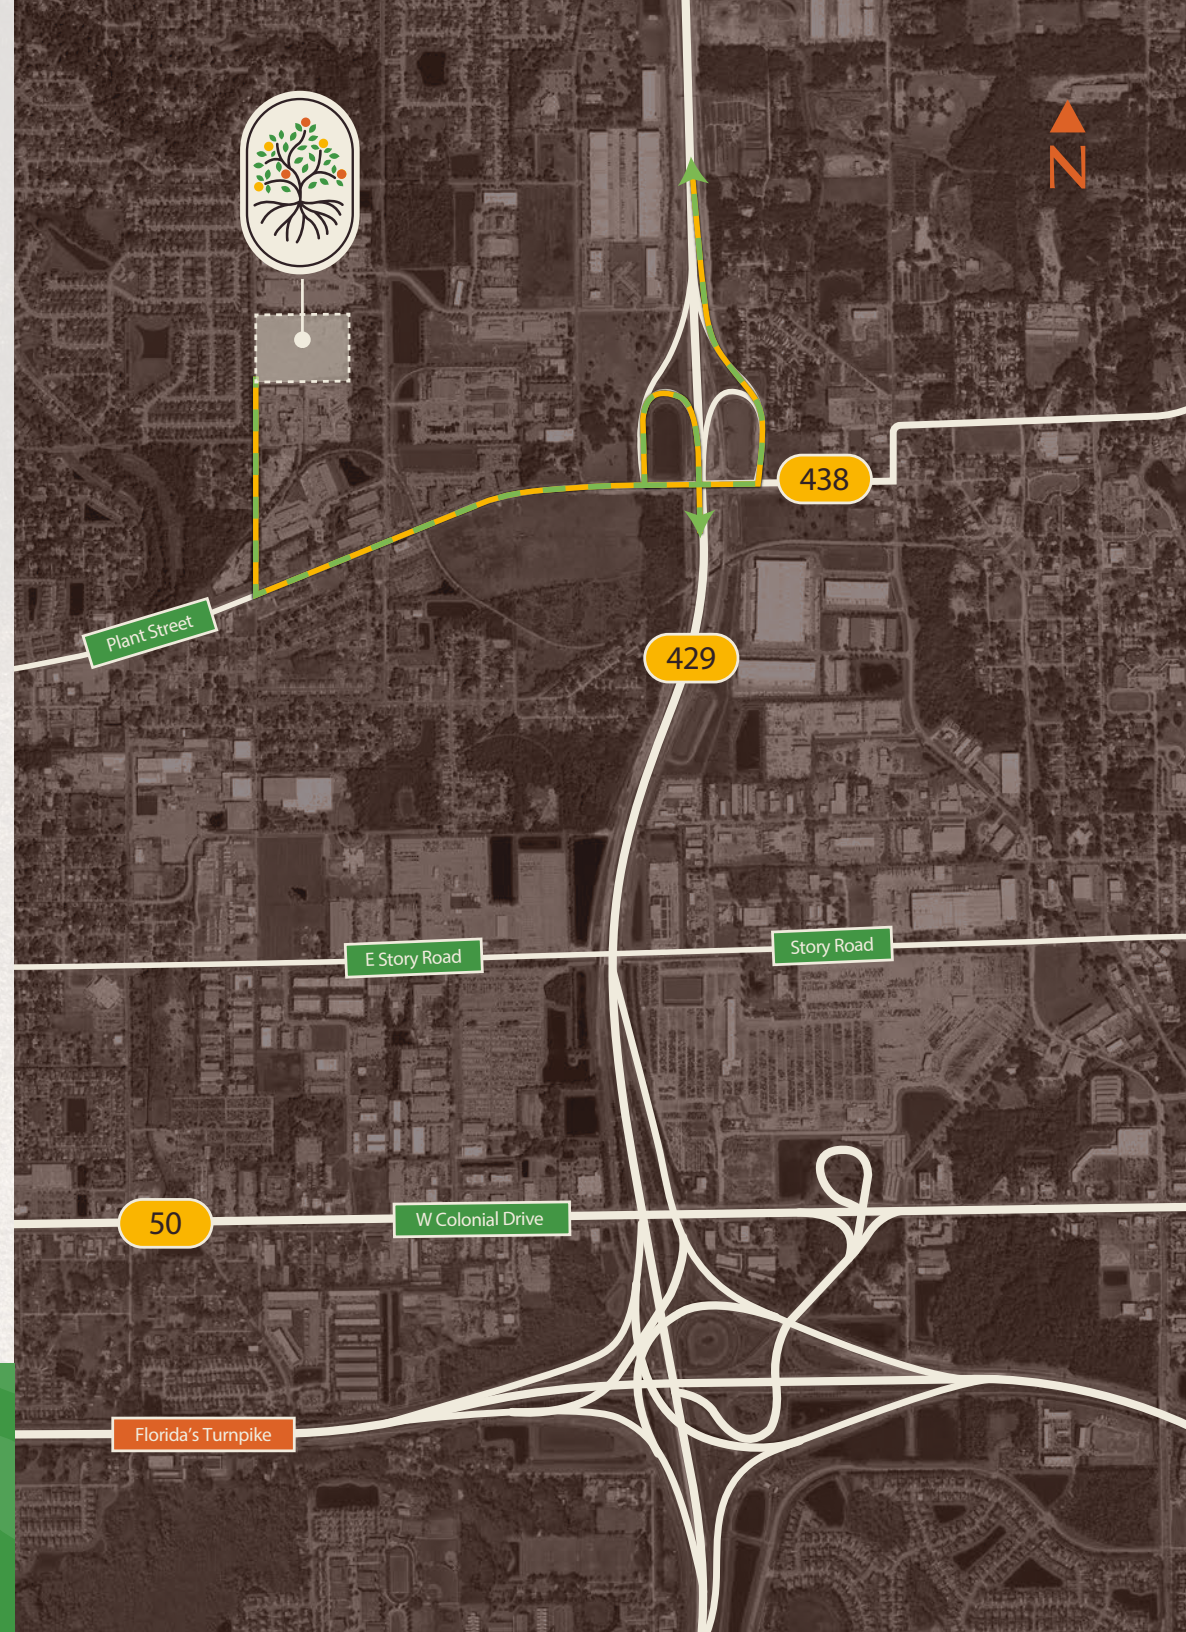 N
438
Plant Street
429
E Story Road
Story Road
50
W Colonial Drive
Florida's Turnpike